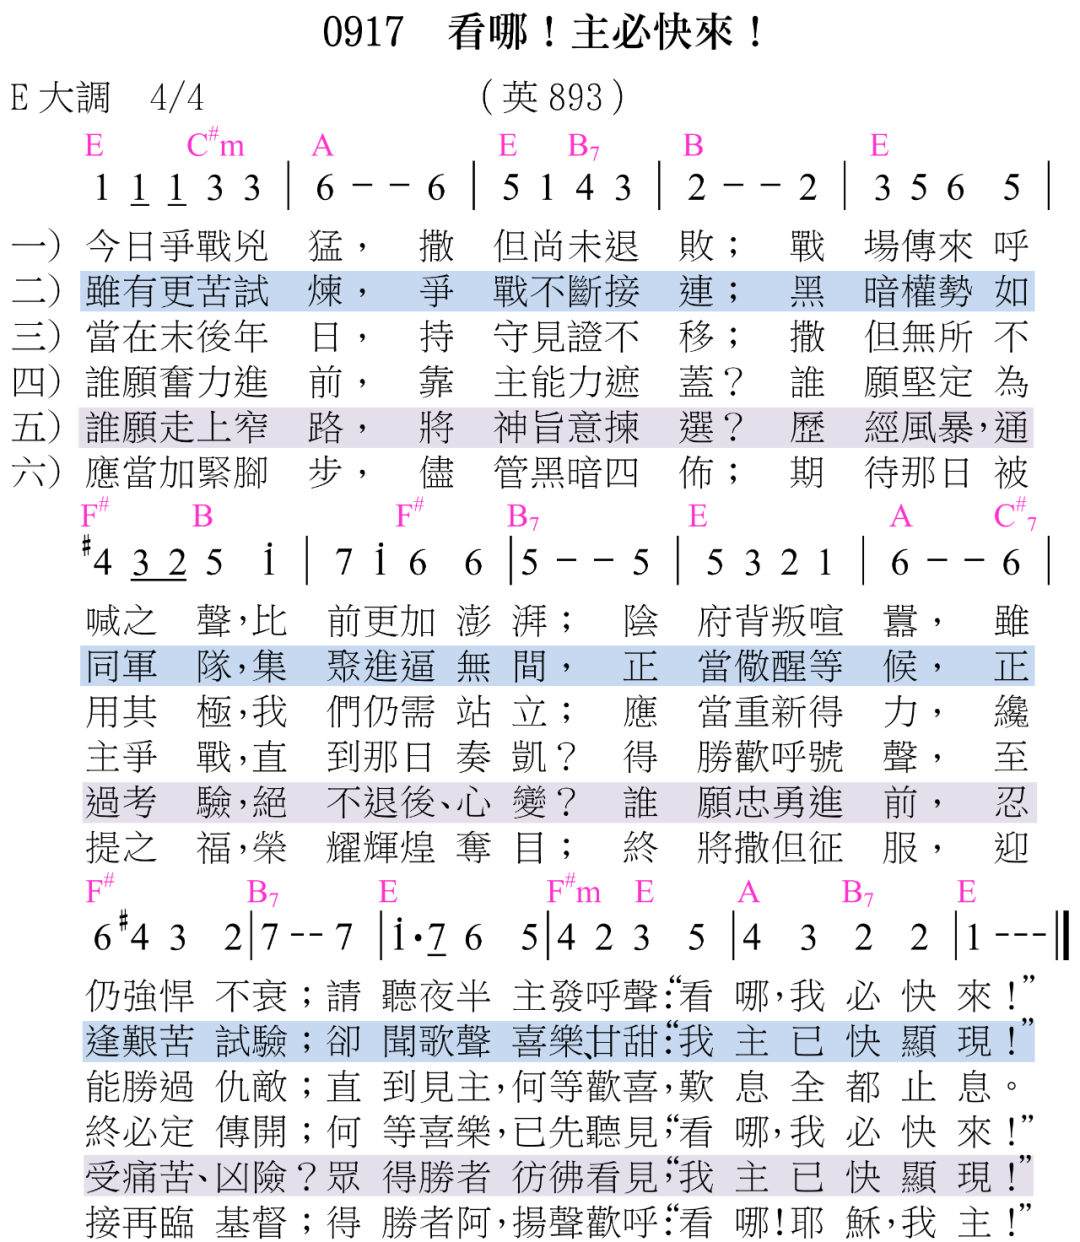 0917 看哪！主必快來！
E 大調 4/4 （英 893）
E C#m A E B7 B E
1 1 1 3 3 | 6 - - 6 | 5 1 4 3 | 2 - - 2 | 3 5 6 5 |
一）今日爭戰兇 猛， 撒 但尚未退 敗； 戰 場傳來 呼
二）雖有更苦試 煉， 爭 戰不斷接 連； 黑 暗權勢 如
三）當在末後年 日， 持 守見證不 移； 撒 但無所 不
四）誰願奮力進 前， 靠 主能力遮 蓋？ 誰 願堅定 為
五）誰願走上窄 路， 將 神旨意揀 選？ 歷 經風暴，通
六）應當加緊腳 步， 儘 管黑暗四 佈； 期 待那日 被
F# B F# B7 E A C#7
#4 3 2 5 i | 7 i 6 6 | 5 - - 5 | 5 3 2 1 | 6 - - 6 |
喊之 聲，比 前更加 澎 湃； 陰 府背叛喧 囂， 雖
同軍 隊，集 聚進逼 無 間， 正 當儆醒等 候， 正
用其 極，我 們仍需 站 立； 應 當重新得 力， 纔
主爭 戰，直 到那日 奏 凱？ 得 勝歡呼號 聲， 至
過考 驗，絕 不退後、心 變？ 誰 願忠勇進 前， 忍
提之 福，榮 耀輝煌 奪 目； 終 將撒但征 服， 迎
F# B7 E F#m E A B7 E
6 #4 3 2 | 7 - - 7 | i · 7 6 5 | 4 2 3 5 | 4 3 2 2 | 1 - - - ‖
仍強悍 不衰；請 聽夜半 主發呼聲：“看 哪，我 必 快 來！”
逢艱苦 試驗；卻 聞歌聲 喜樂、甘甜：“我 主 已 快 顯 現！”
能勝過 仇敵；直 到見主，何等歡喜，歎 息 全 都 止 息。
終必定 傳開；何 等喜樂，已先聽見；“看 哪，我 必 快 來！”
受痛苦、凶險？眾 得勝者 彷彿看見；“我 主 已 快 顯 現！”
接再臨 基督；得 勝者阿，揚聲歡呼：“看 哪！耶 穌，我 主！”